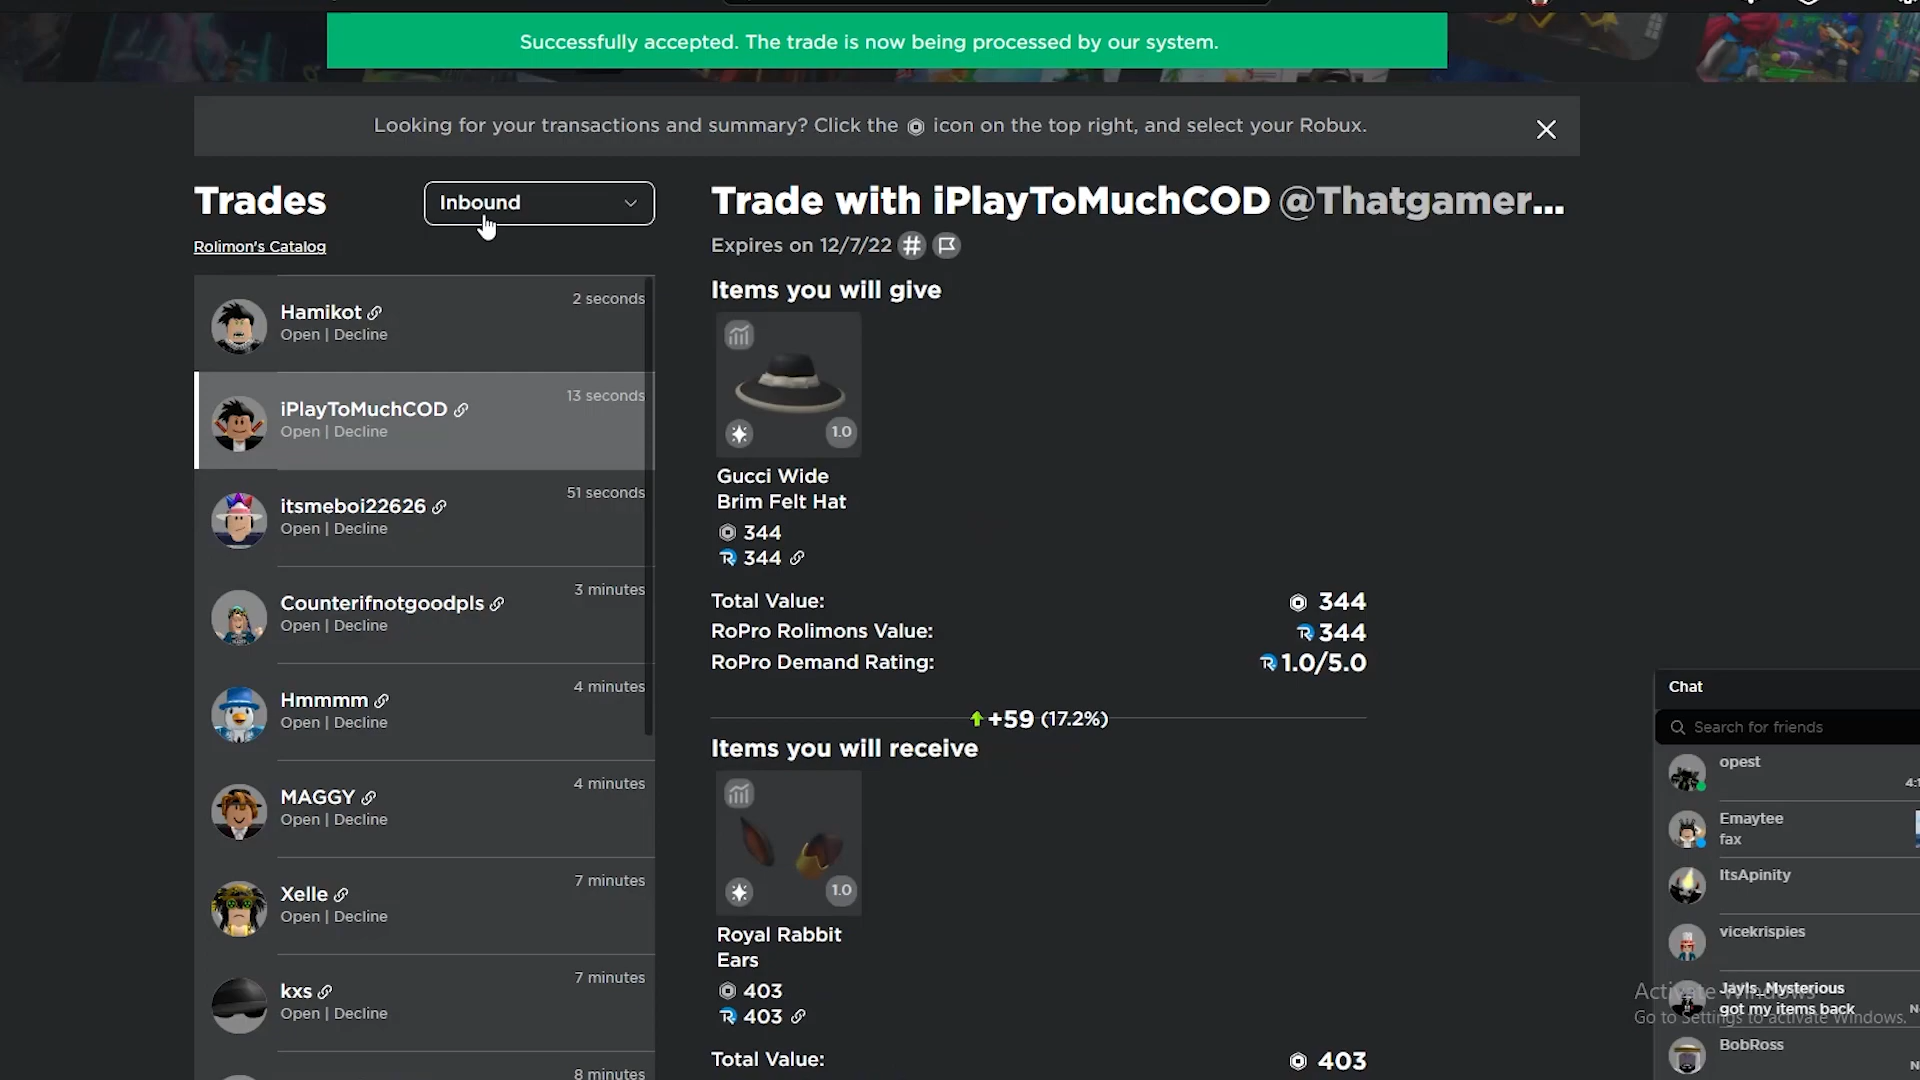 Successfully accepted. The trade is now being processed by our system.
Looking for your transactions and summary? Click the icon on the top right, and select your Robux.
Trades
Inbound
Rolimon's Catalog
Hamikot
2 seconds
Open | Decline
iPlayToMuchCOD
13 seconds
Open | Decline
itsmeboi22626
51 seconds
Open | Decline
Counterifnotgoodpls
3 minutes
Open | Decline
Hmmmm
4 minutes
Open | Decline
MAGGY
4 minutes
Open | Decline
Xelle
7 minutes
Open | Decline
kxs
7 minutes
Open | Decline
8 minutes
Trade with iPlayToMuchCOD @Thatgamer...
Expires on 12/7/22 #
Items you will give
1.0
Gucci Wide
Brim Felt Hat
344
344
Total Value: 344
RoPro Rolimons Value: 344
RoPro Demand Rating: 1.0/5.0
+59 (17.2%)
Items you will receive
1.0
Royal Rabbit
Ears
403
403
Total Value: 403
Chat
Search for friends
opest
Emaytee
fax
ItsApinity
vicekrispies
Jayls_Mysterious
got my items back
BobRoss
Activate Windows
Go to Settings to activate Windows.